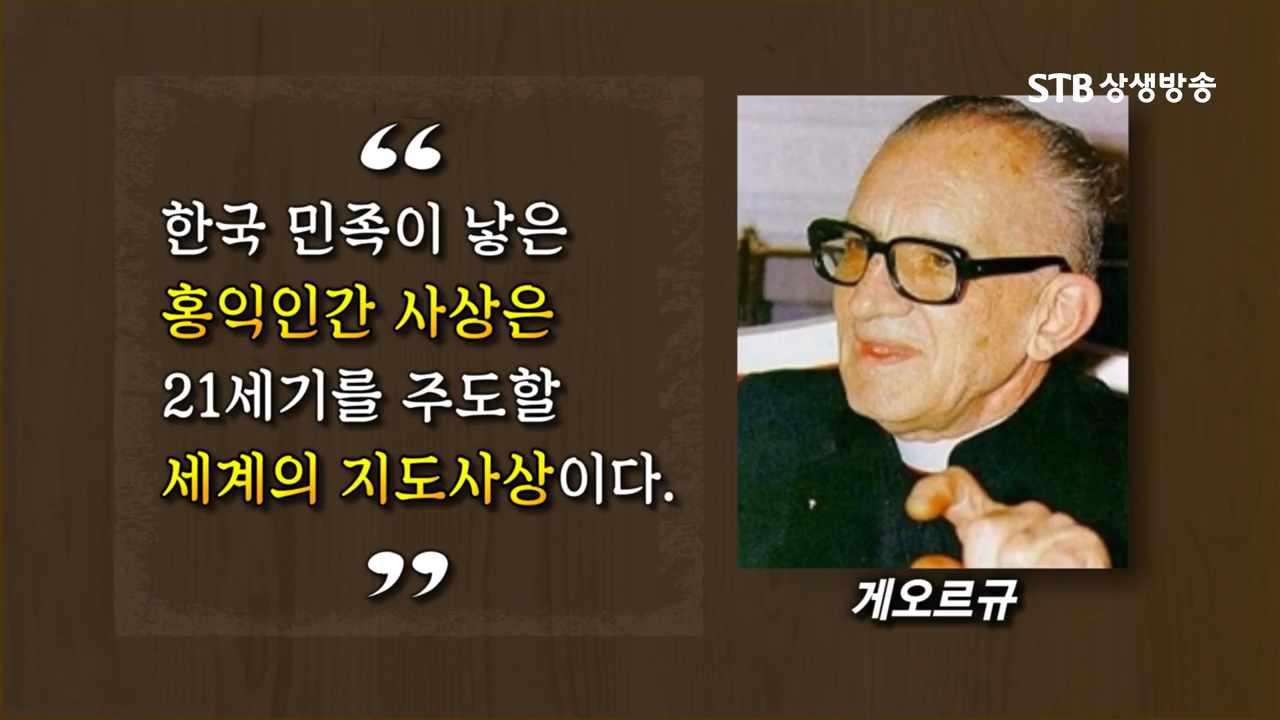 STB 상생방송
“
한국 민족이 낳은
홍익인간 사상은
21세기를 주도할
세계의 지도사상이다.
”
게오르규